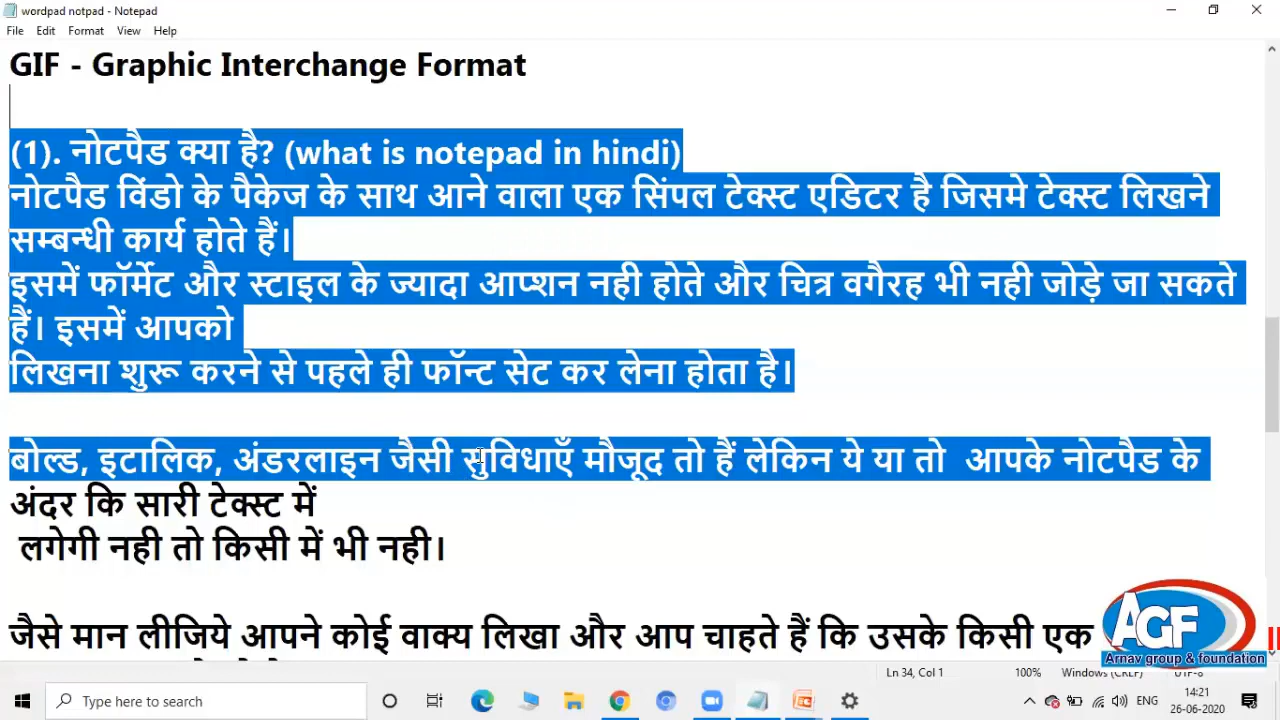 wordpad notpad - Notepad
File Edit Format View Help
GIF - Graphic Interchange Format
(1). नोटपैड क्या है? (what is notepad in hindi)
नोटपैड विंडो के पैकेज के साथ आने वाला एक सिंपल टेक्स्ट एडिटर है जिसमे टेक्स्ट लिखने
सम्बन्धी कार्य होते हैं।
इसमें फॉर्मेट और स्टाइल के ज्यादा आप्शन नही होते और चित्र वगैरह भी नही जोड़े जा सकते
हैं। इसमें आपको
लिखना शुरू करने से पहले ही फॉन्ट सेट कर लेना होता है।
बोल्ड, इटालिक, अंडरलाइन जैसी सुविधाएँ मौजूद तो हैं लेकिन ये या तो  आपके नोटपैड के
अंदर कि सारी टेक्स्ट में
लगेगी नही तो किसी में भी नही।
जैसे मान लीजिये आपने कोई वाक्य लिखा और आप चाहते हैं कि उसके किसी एक
AGF
Arnav group & foundation
Ln 34, Col 1 100% Windows (CRLF) UTF-8
Type here to search ENG 14:21
26-06-2020